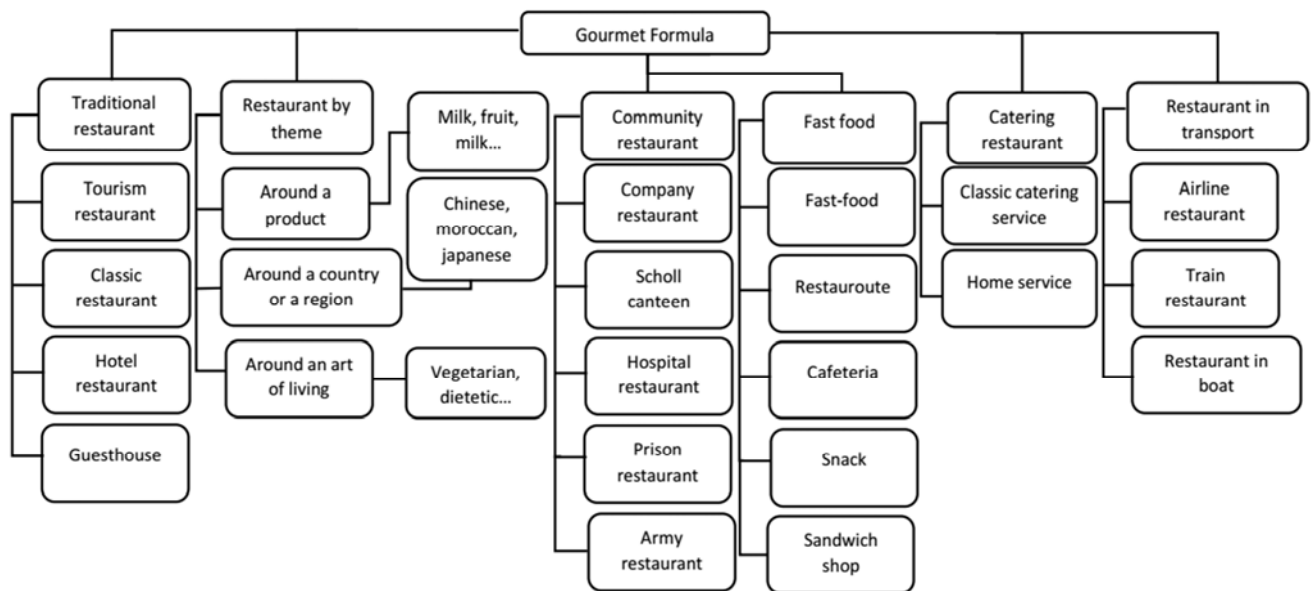 Gourmet Formula
Traditional
restaurant
Tourism
restaurant
Classic
restaurant
Hotel
restaurant
Guesthouse
Restaurant by
theme
Around a
product
Around a country
or a region
Around an art
of living
Milk, fruit,
milk...
Chinese,
moroccan,
japanese
Vegetarian,
dietetic...
Community
restaurant
Company
restaurant
Scholl
canteen
Hospital
restaurant
Prison
restaurant
Army
restaurant
Fast food
Fast-food
Restauroute
Cafeteria
Snack
Sandwich
shop
Catering
restaurant
Classic catering
service
Home service
Restaurant in
transport
Airline
restaurant
Train
restaurant
Restaurant in
boat